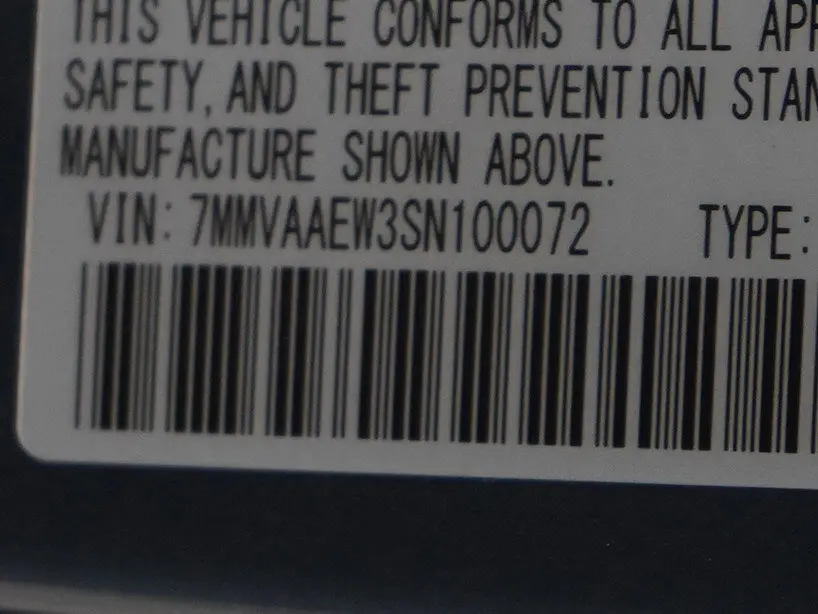 THIS VEHICLE CONFORMS TO ALL
SAFETY, AND THEFT PREVENTION
MANUFACTURE SHOWN ABOVE.
VIN: 7MMVAAEW3SN100072 TYPE: